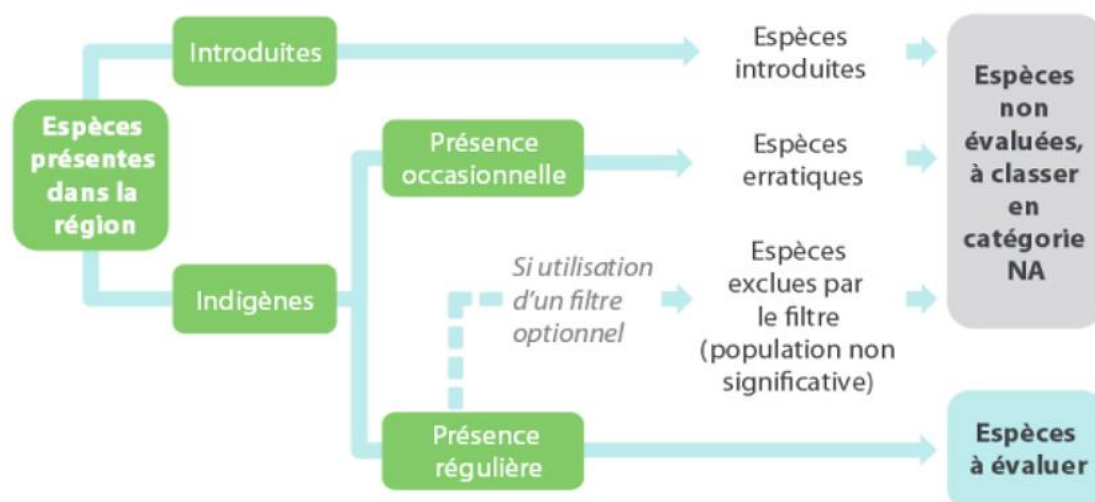 Espèces
présentes
dans la
région
Introduites
Espèces
introduites
Indigènes
Présence
occasionnelle
Espèces
erratiques
Si utilisation
d'un filtre
optionnel
Espèces
exclues par
le filtre
(population non
significative)
Espèces
non
évaluées,
à classer
en
catégorie
NA
Présence
régulière
Espèces
à évaluer